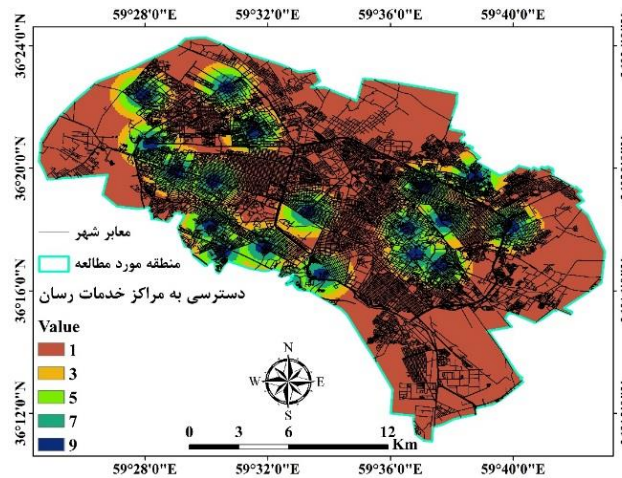 59°28'0"E 59°32'0"E 59°36'0"E 59°40'0"E
36°24'0"N
36°20'0"N
36°16'0"N
36°12'0"N
معابر شهر
منطقه مورد مطالعه
دسترسی به مراکز خدمات رسان
Value
1
3
5
7
9
N
W E
S
0 3 6 12
Km
59°28'0"E 59°32'0"E 59°36'0"E 59°40'0"E